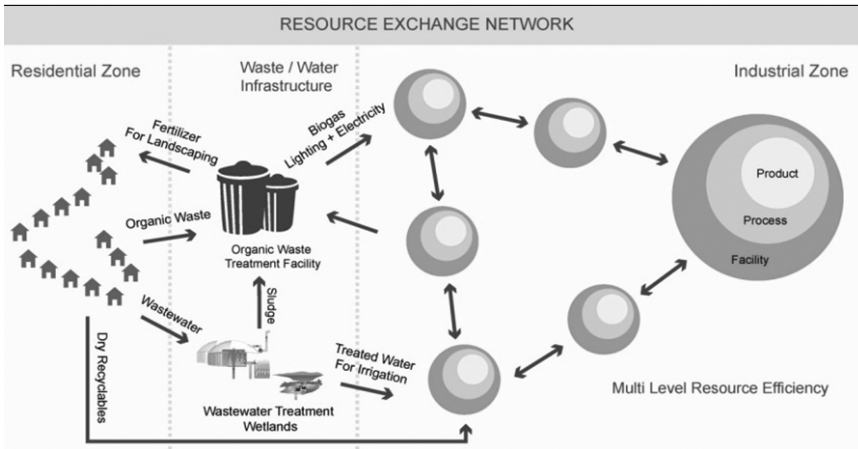 RESOURCE EXCHANGE NETWORK
Residential Zone
Waste / Water
Infrastructure
Industrial Zone
Fertilizer
For Landscaping
Biogas
Lighting + Electricity
Organic Waste
Organic Waste
Treatment Facility
Product
Process
Facility
Sludge
Wastewater
Dry Recyclables
Treated Water
For Irrigation
Wastewater Treatment
Wetlands
Multi Level Resource Efficiency